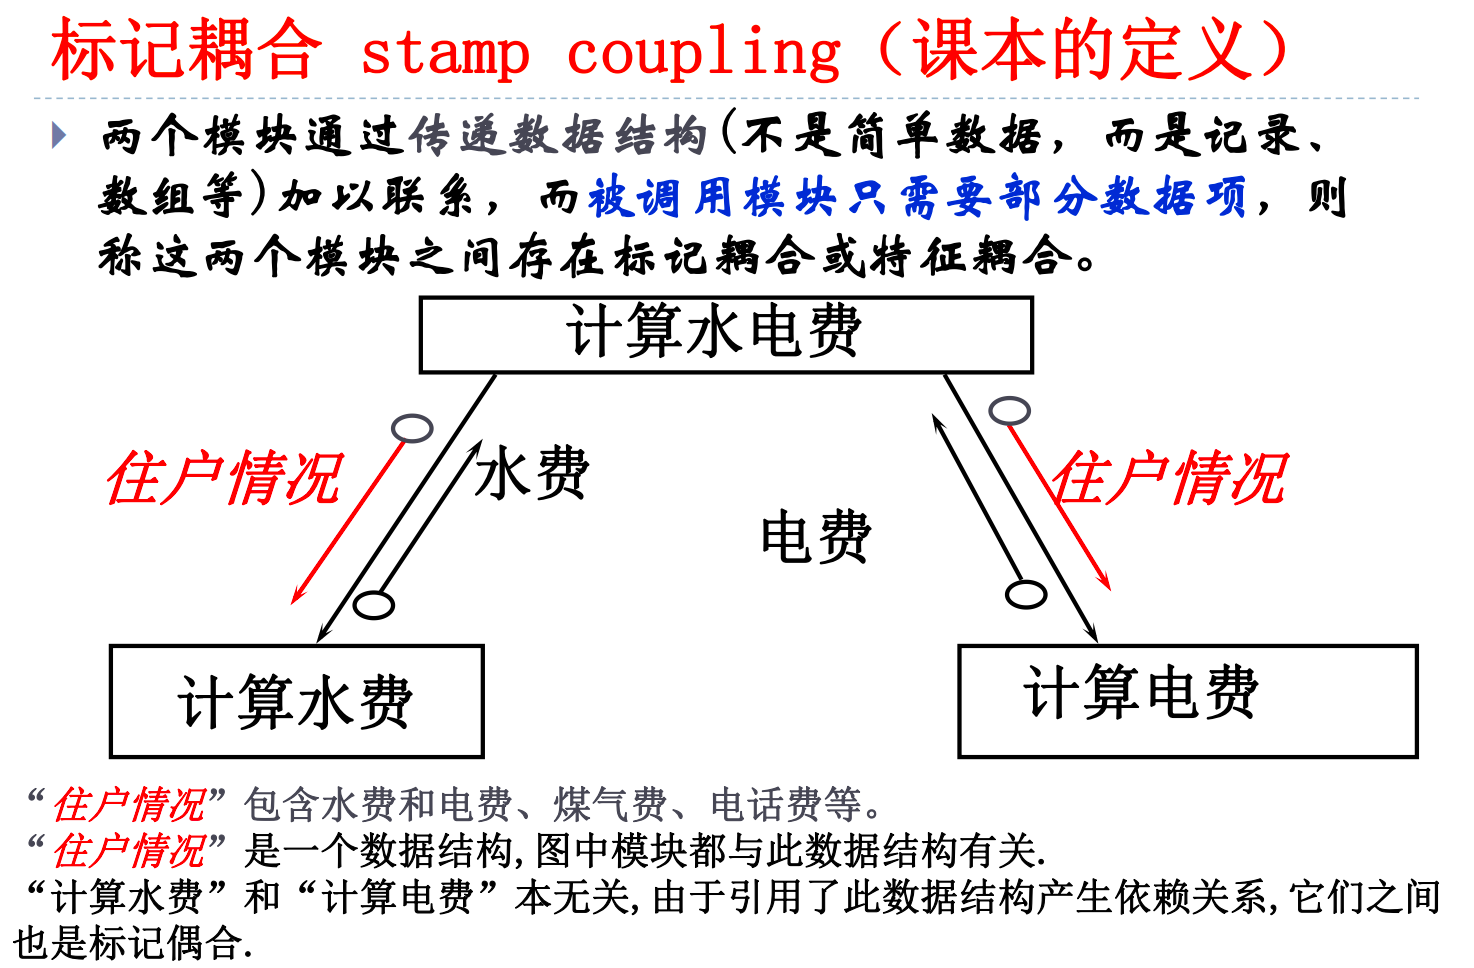 标记耦合 stamp coupling（课本的定义）
两个模块通过传递数据结构(不是简单数据，而是记录、
数组等)加以联系，而被调用模块只需要部分数据项，则
称这两个模块之间存在标记耦合或特征耦合。
计算水电费
住户情况
水费
电费
住户情况
计算水费
计算电费
“住户情况”包含水费和电费、煤气费、电话费等。
“住户情况”是一个数据结构,图中模块都与此数据结构有关.
“计算水费”和“计算电费”本无关,由于引用了此数据结构产生依赖关系,它们之间
也是标记偶合.